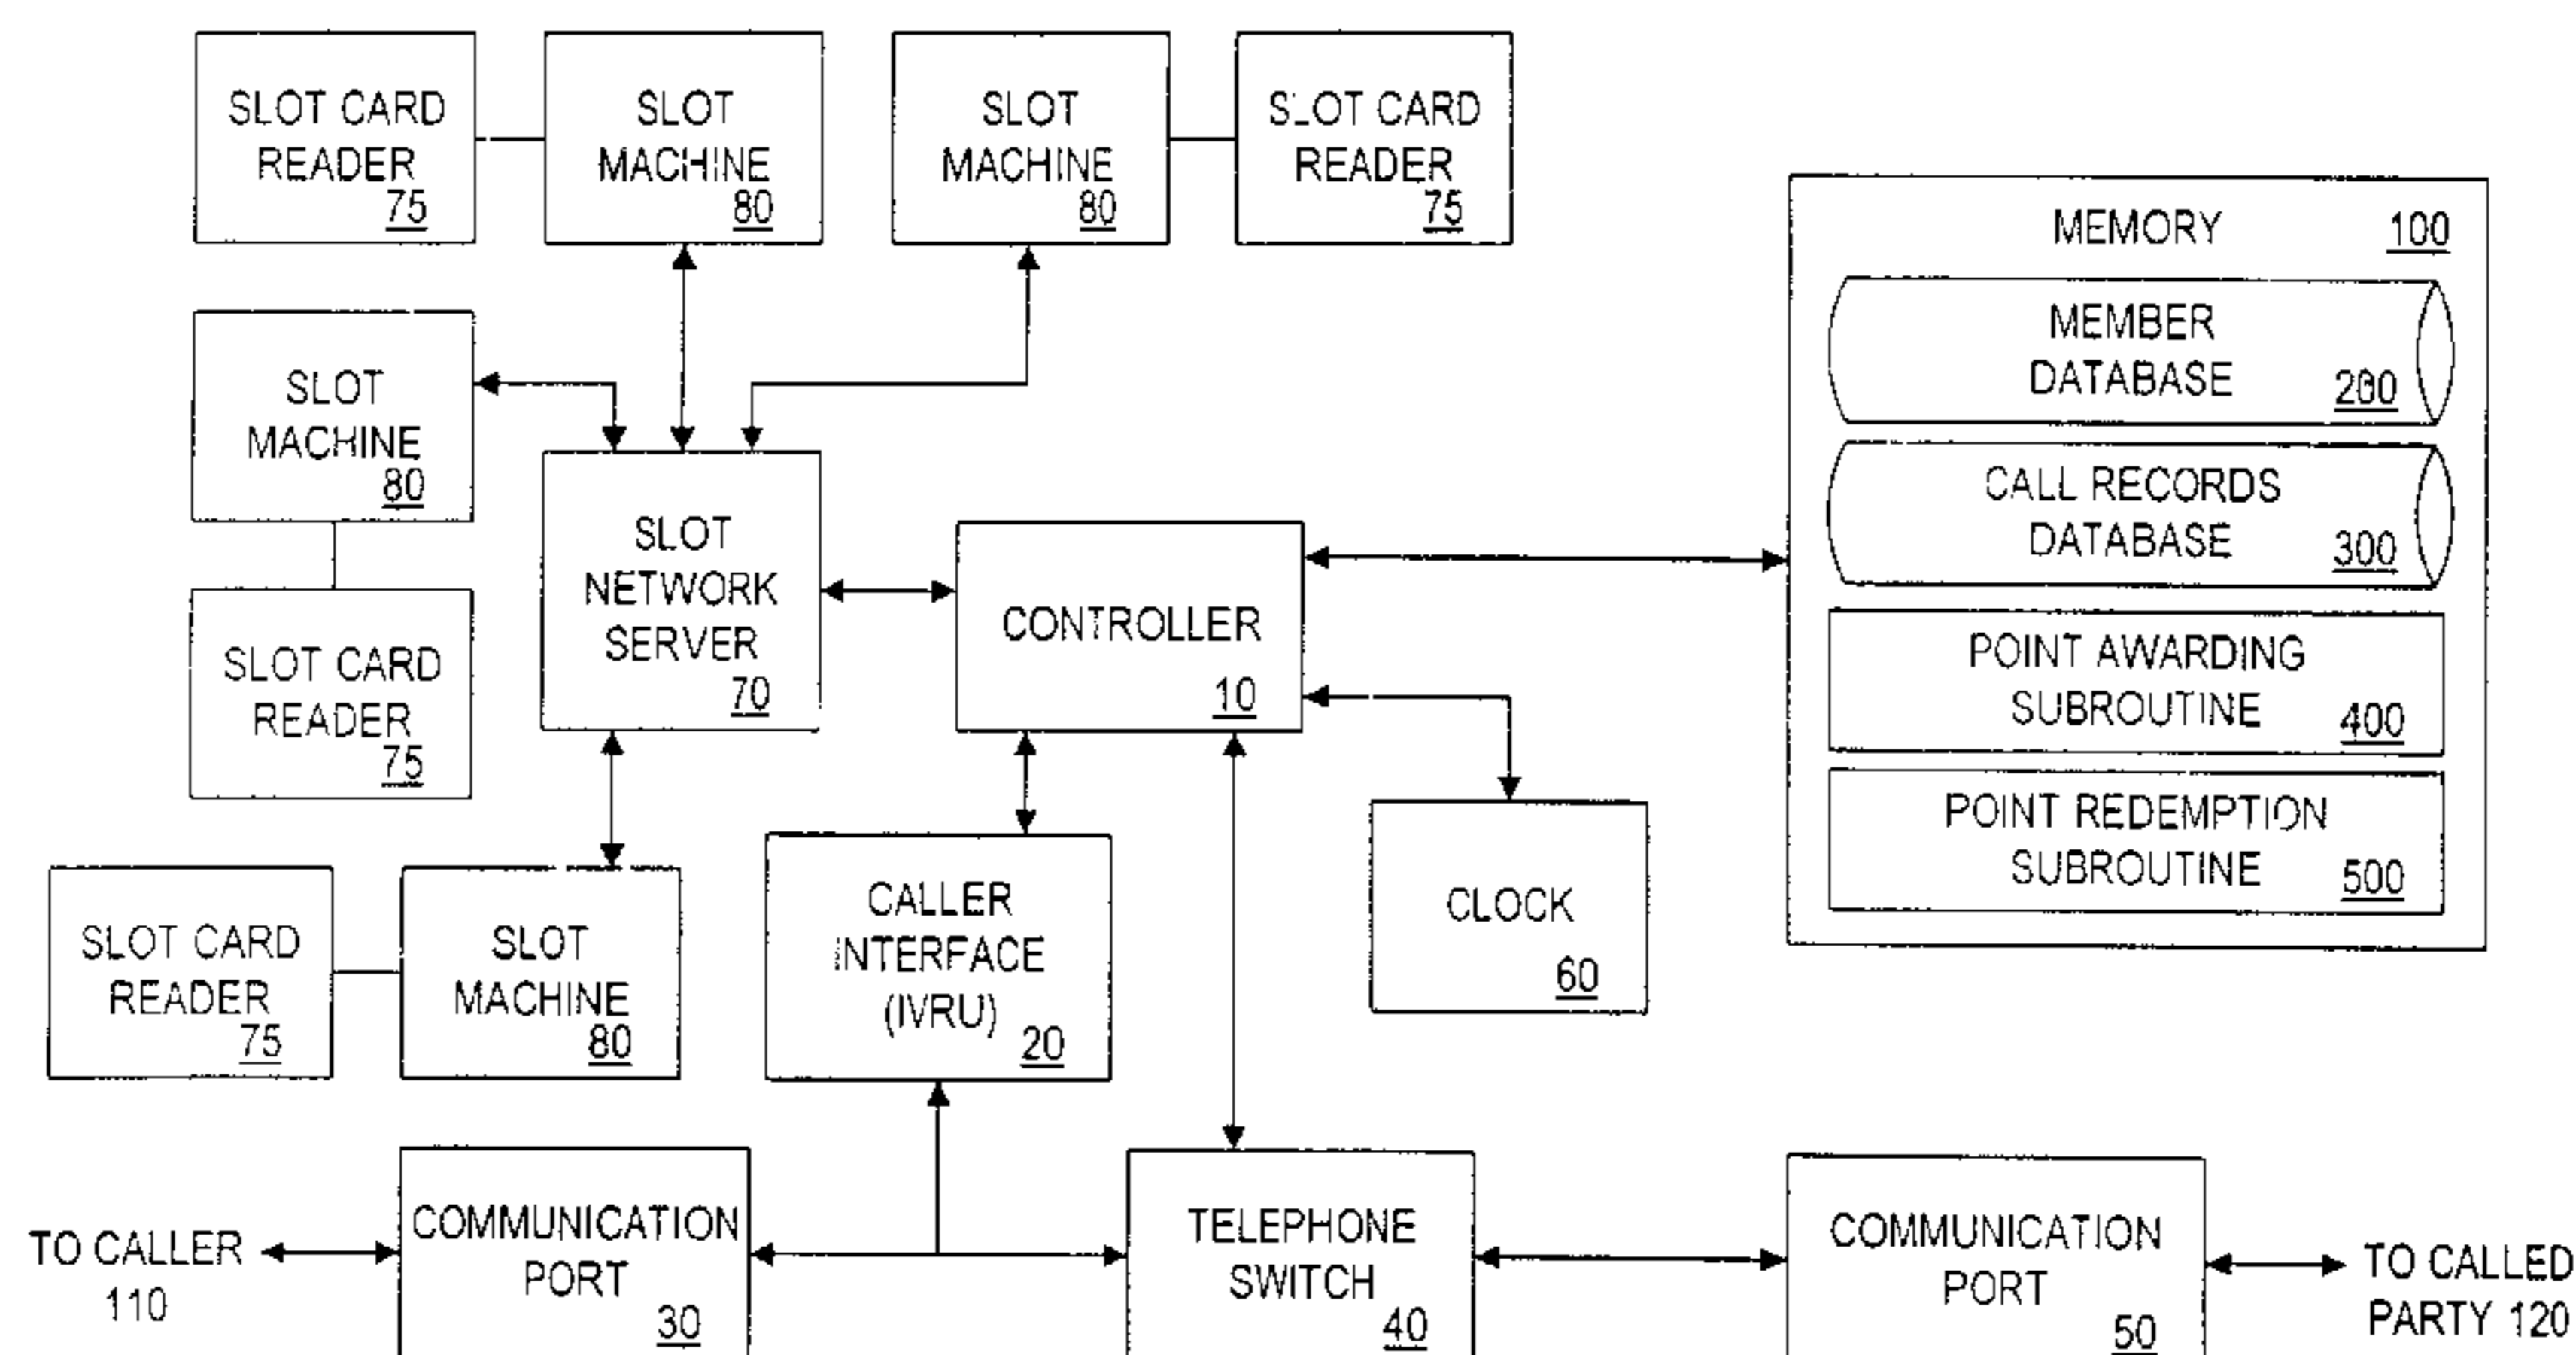 SLOT CARD
READER
75
SLOT
MACHINE
80
SLOT
MACHINE
80
SLOT CARD
READER
75
MEMORY 100
MEMBER
DATABASE 200
CALL RECORDS
DATABASE 300
POINT AWARDING
SUBROUTINE 400
POINT REDEMPTION
SUBROUTINE 500
SLOT
MACHINE
80
SLOT CARD
READER
75
SLOT
NETWORK
SERVER
70
CONTROLLER
10
CLOCK
60
SLOT CARD
READER
75
SLOT
MACHINE
80
CALLER
INTERFACE
(IVRU)
20
TO CALLER
110
COMMUNICATION
PORT
30
TELEPHONE
SWITCH
40
COMMUNICATION
PORT
50
TO CALLED
PARTY 120